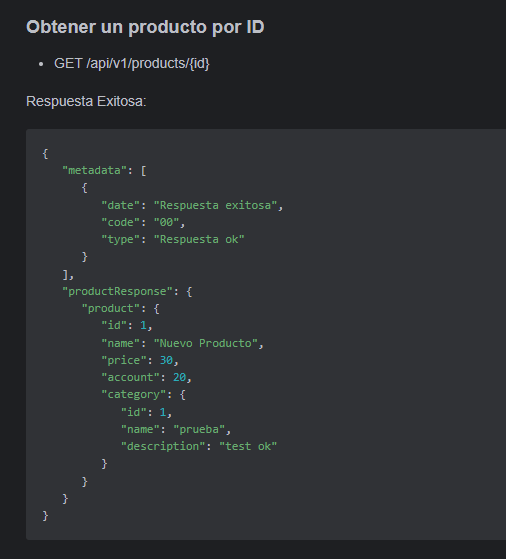 Obtener un producto por ID
• GET /api/v1/products/{id}
Respuesta Exitosa:
{
   "metadata": [
      {
         "date": "Respuesta exitosa",
         "code": "00",
         "type": "Respuesta ok"
      }
   ],
   "productResponse": {
      "product": {
         "id": 1,
         "name": "Nuevo Producto",
         "price": 30,
         "account": 20,
         "category": {
            "id": 1,
            "name": "prueba",
            "description": "test ok"
         }
      }
   }
}